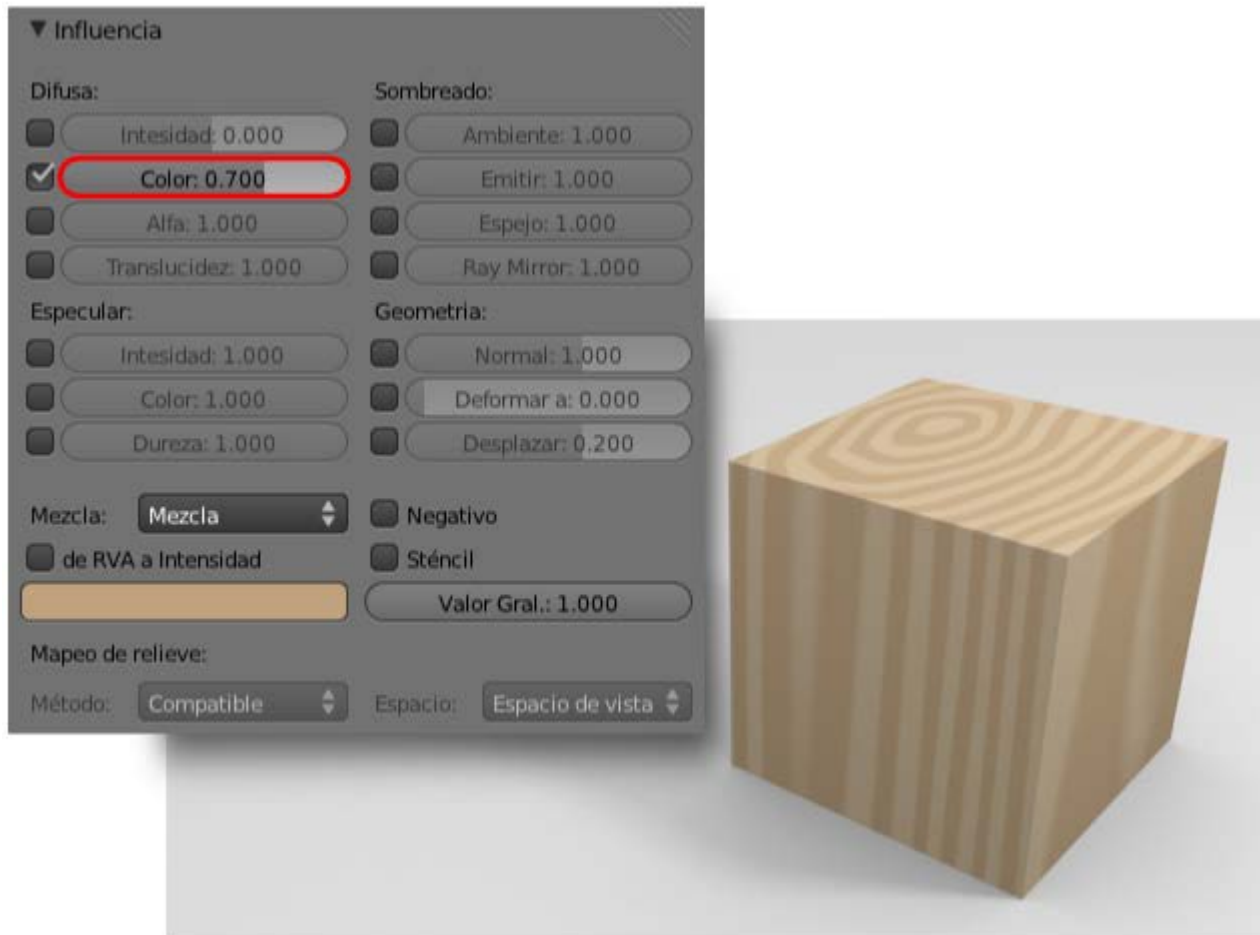 Influencia
Difusa:
Intesidad: 0.000
Color: 0.700
Alfa: 1.000
Translucidez: 1.000
Sombreado:
Ambiente: 1.000
Emitir: 1.000
Espejo: 1.000
Ray Mirror: 1.000
Especular:
Intesidad: 1.000
Color: 1.000
Dureza: 1.000
Geometria:
Normal: 1.000
Deformar a: 0.000
Desplazar: 0.200
Mezcla: Mezcla
Negativo
de RVA a Intensidad
Sténcil
Valor Gral.: 1.000
Mapeo de relieve:
Método: Compatible
Espacio: Espacio de vista